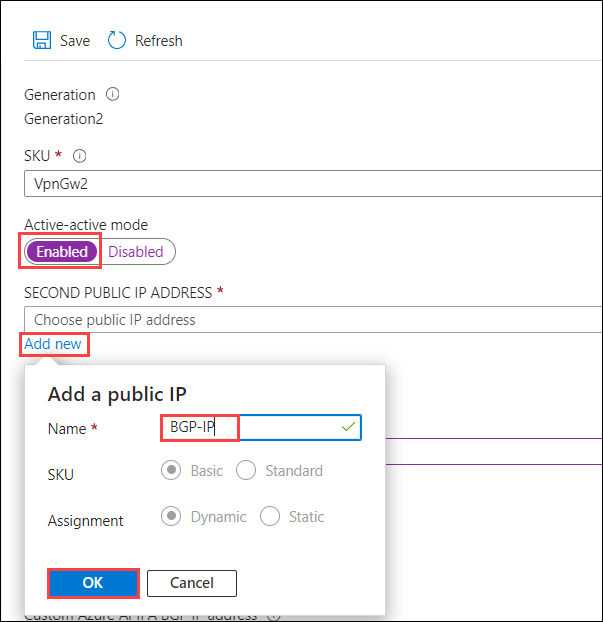 Save Refresh
Generation
Generation2
SKU *
VpnGw2
Active-active mode
Enabled Disabled
SECOND PUBLIC IP ADDRESS *
Choose public IP address
Add new
Add a public IP
Name * BGP-IP
SKU Basic Standard
Assignment Dynamic Static
OK Cancel
Custom Azure APIPA BGP IP address